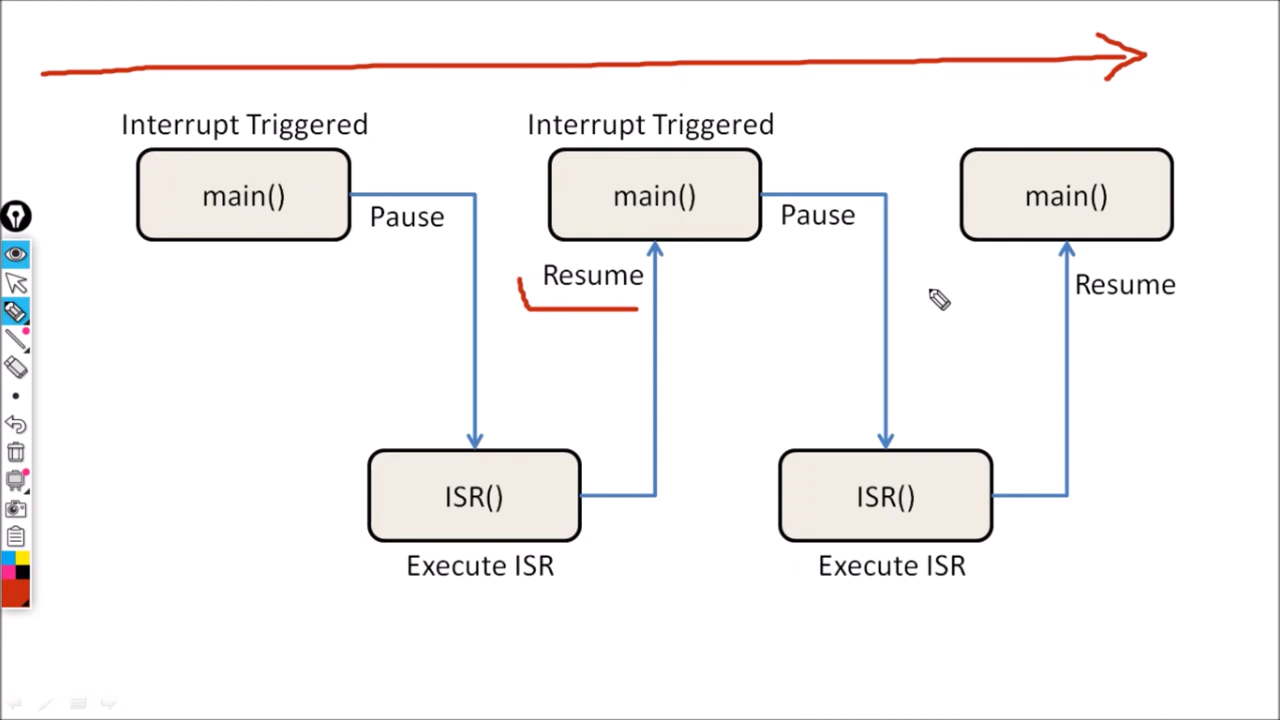 Interrupt Triggered
Interrupt Triggered
main()
main()
main()
Pause
Pause
Resume
Resume
ISR()
ISR()
Execute ISR
Execute ISR